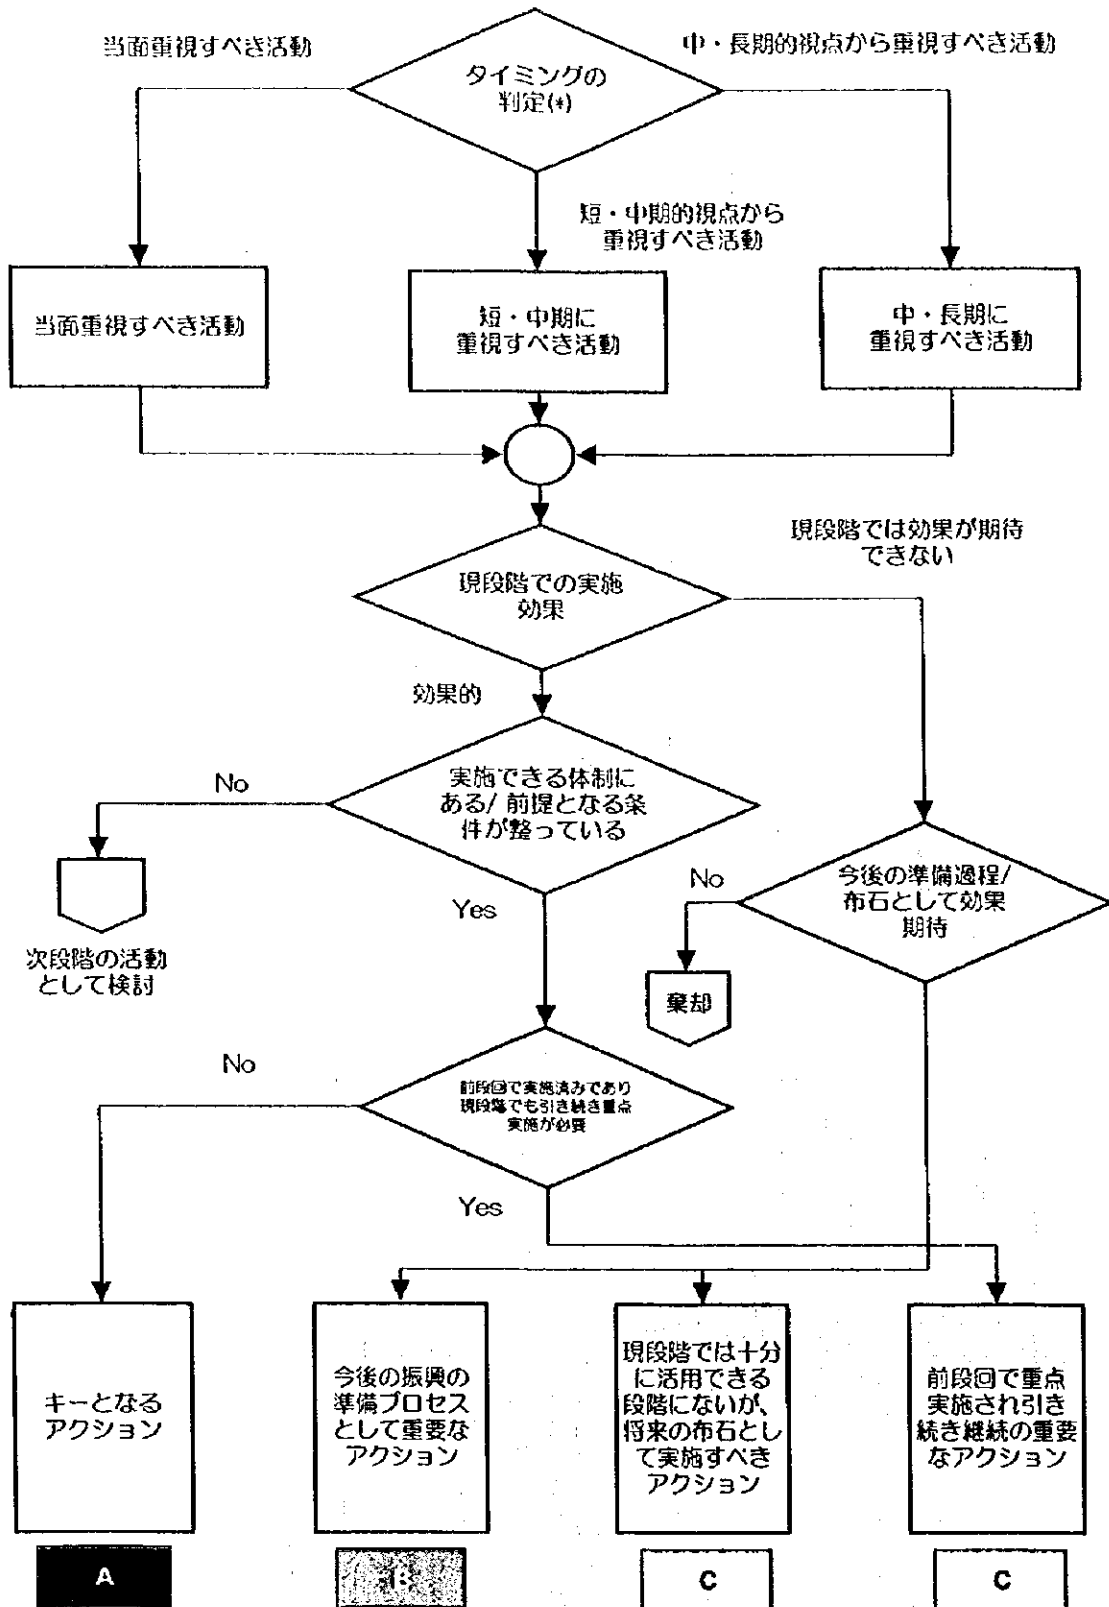 当面重視すべき活動
中・長期的視点から重視すべき活動
タイミングの
判定(*)
短・中期的視点から
重視すべき活動
当面重視すべき活動
短・中期に
重視すべき活動
中・長期に
重視すべき活動
現段階では効果が期待
できない
現段階での実施
効果
効果的
No
実施できる体制に
ある/ 前提となる条
件が整っている
Yes
No
今後の準備過程/
布石として効果
期待
次段階の活動
として検討
棄却
No
前段回で実施済みであり
現段階でも引き続き重点
実施が必要
Yes
キーとなる
アクション
今後の振興の
準備プロセス
として重要な
アクション
現段階では十分
に活用できる
段階にないが、
将来の布石とし
て実施すべき
アクション
前段回で重点
実施され引き
続き継続の重要
なアクション
A
B
C
C